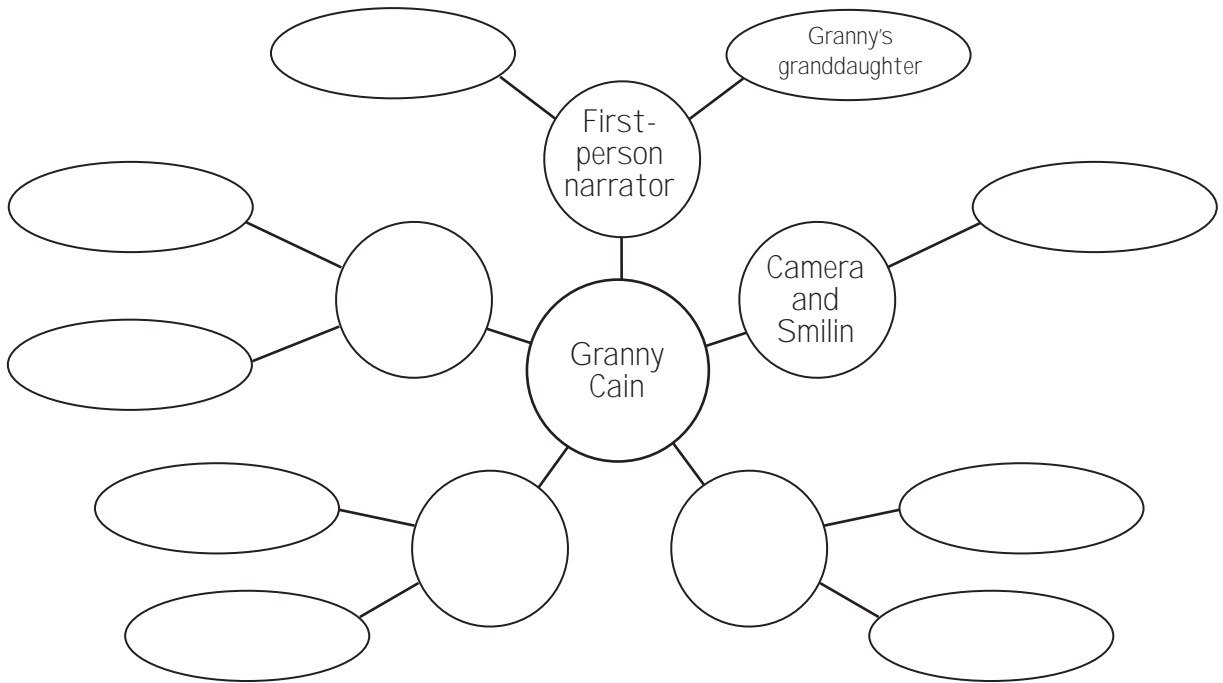 Granny's
granddaughter
First-
person
narrator
Camera
and
Smilin
Granny
Cain